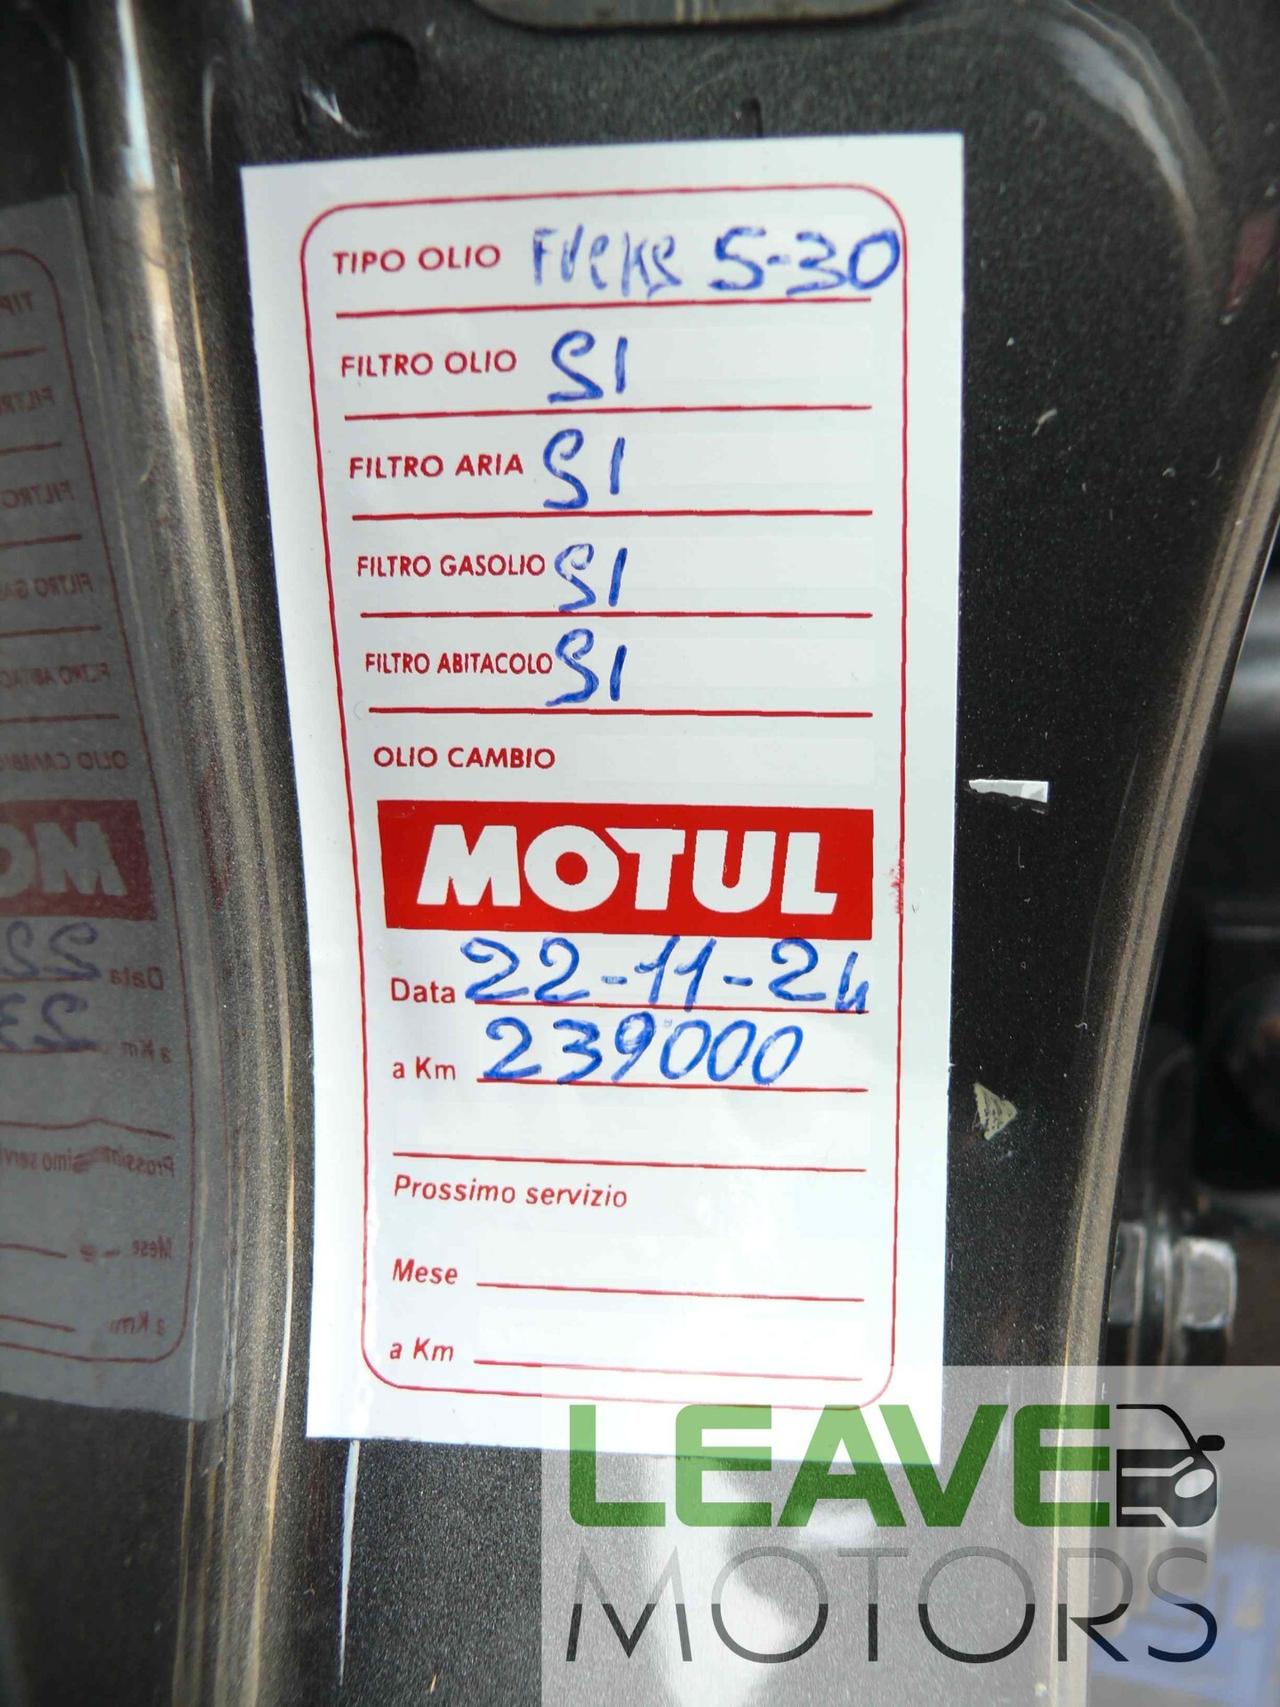 TIPO OLIO Fuchs 5-30
FILTRO OLIO SI
FILTRO ARIA SI
FILTRO GASOLIO SI
FILTRO ABITACOLO SI
OLIO CAMBIO
MOTUL
Data 22-11-24
a Km 239000
Prossimo servizio
Mese
a Km
LEAVE
MOTORS